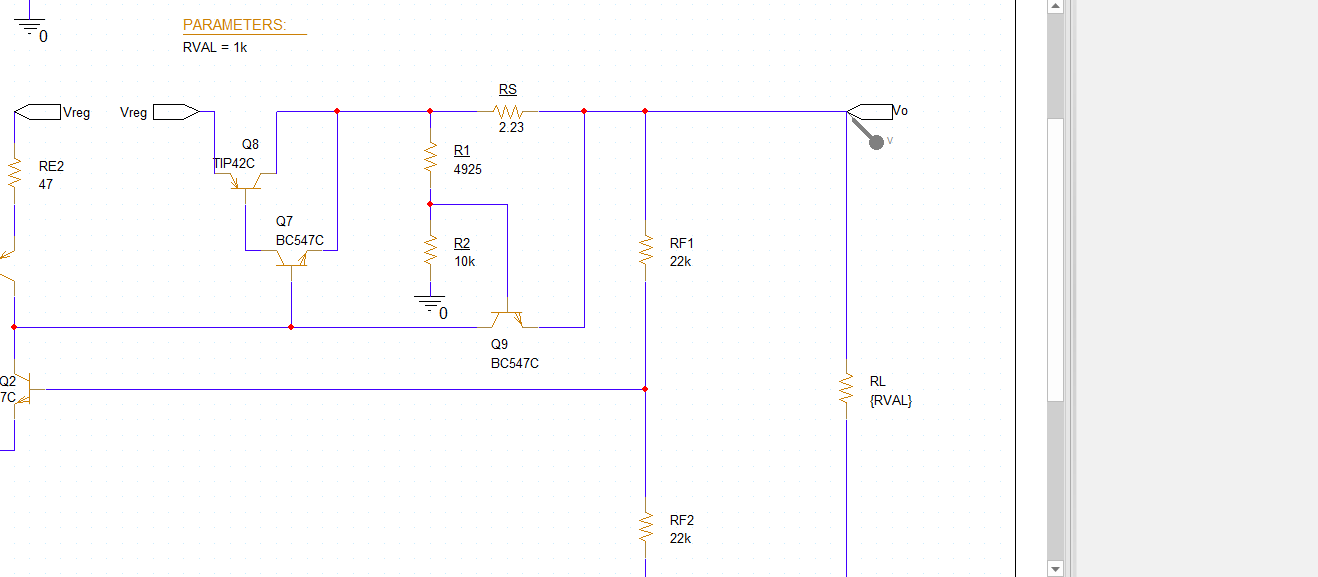 0
PARAMETERS:
RVAL = 1k
Vreg
Vreg
RS
2.23
Vo
V
Q8
TIP42C
RE2
47
R1
4925
Q7
BC547C
R2
10k
RF1
22k
0
Q9
BC547C
Q2
7C
RL
{RVAL}
RF2
22k